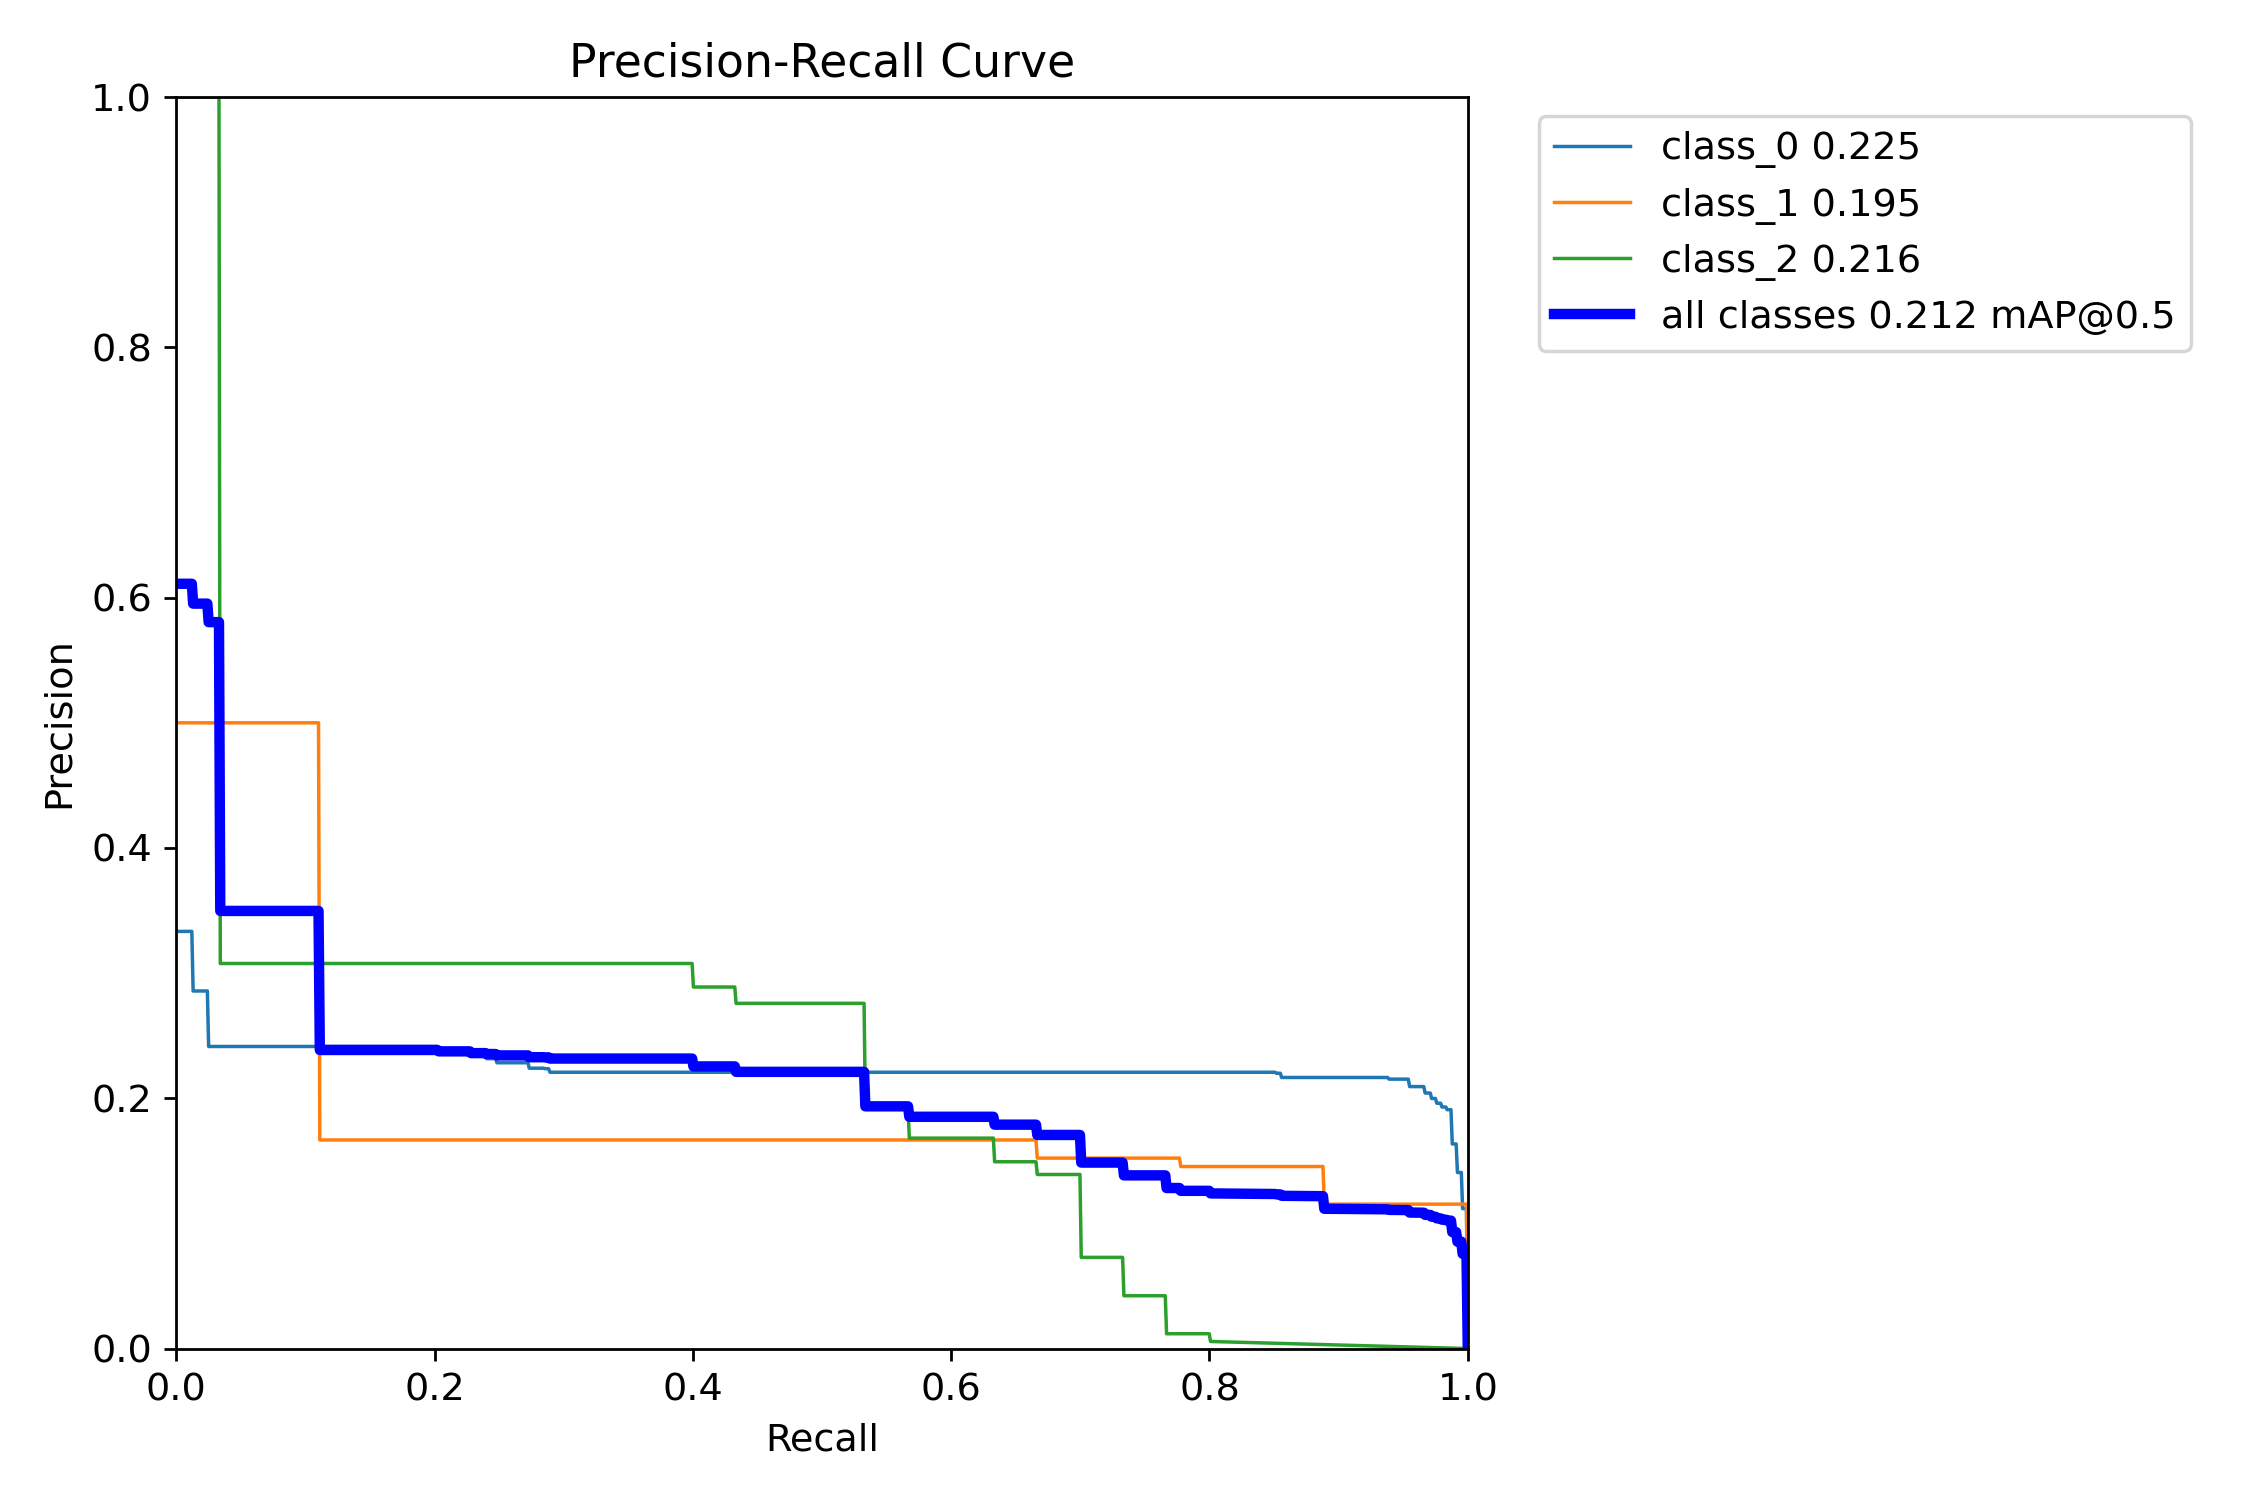 Precision-Recall Curve
1.0
0.8
0.6
0.4
0.2
0.0
Precision
0.0 0.2 0.4 0.6 0.8 1.0
Recall
class_0 0.225
class_1 0.195
class_2 0.216
all classes 0.212 mAP@0.5